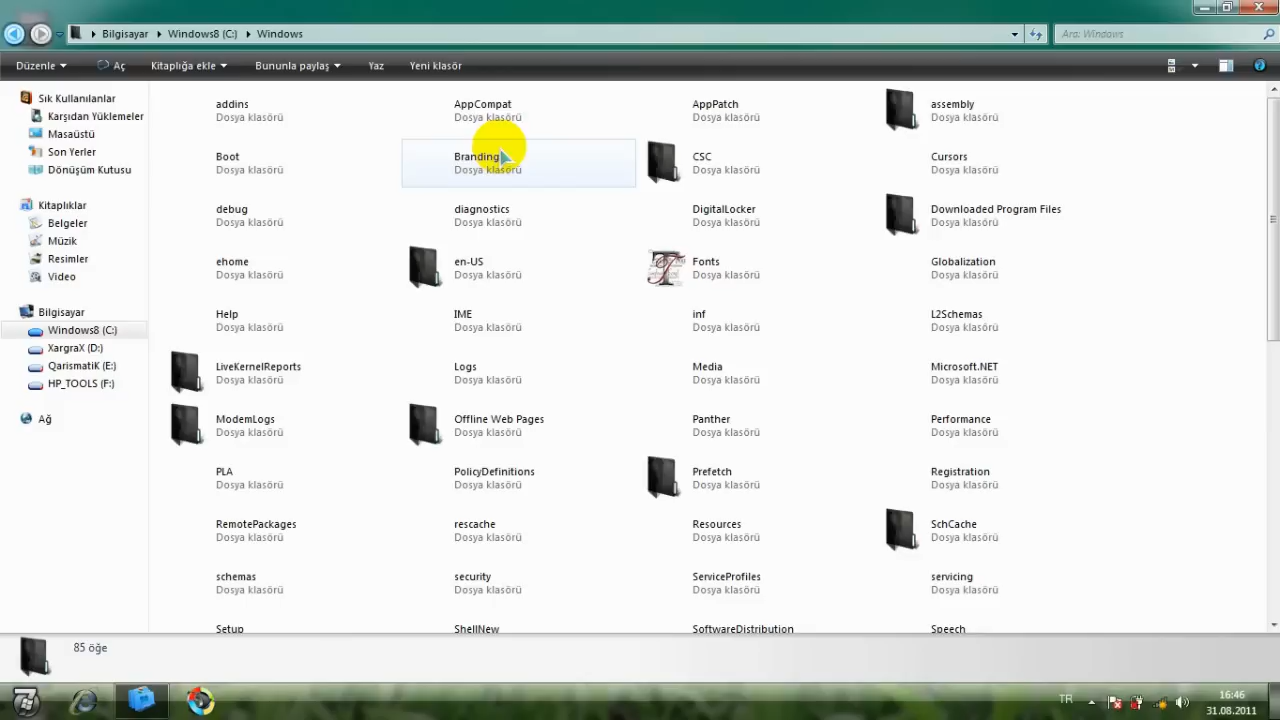 Bilgisayar
Windows8 (C:)
Windows
Ara: Windows
Düzenle
Aç
Kitaplığa ekle
Bununla paylaş
Yaz
Yeni klasör
Sık Kullanılanlar
Karşıdan Yüklemeler
Masaüstü
Son Yerler
Dönüşüm Kutusu
Kitaplıklar
Belgeler
Müzik
Resimler
Video
Bilgisayar
Windows8 (C:)
XargraX (D:)
QarismatiK (E:)
HP_TOOLS (F:)
Ağ
addins
Dosya klasörü
AppCompat
Dosya klasörü
AppPatch
Dosya klasörü
assembly
Dosya klasörü
Boot
Dosya klasörü
Branding
Dosya klasörü
CSC
Dosya klasörü
Cursors
Dosya klasörü
debug
Dosya klasörü
diagnostics
Dosya klasörü
DigitalLocker
Dosya klasörü
Downloaded Program Files
Dosya klasörü
ehome
Dosya klasörü
en-US
Dosya klasörü
Fonts
Dosya klasörü
Globalization
Dosya klasörü
Help
Dosya klasörü
IME
Dosya klasörü
inf
Dosya klasörü
L2Schemas
Dosya klasörü
LiveKernelReports
Dosya klasörü
Logs
Dosya klasörü
Media
Dosya klasörü
Microsoft.NET
Dosya klasörü
ModemLogs
Dosya klasörü
Offline Web Pages
Dosya klasörü
Panther
Dosya klasörü
Performance
Dosya klasörü
PLA
Dosya klasörü
PolicyDefinitions
Dosya klasörü
Prefetch
Dosya klasörü
Registration
Dosya klasörü
RemotePackages
Dosya klasörü
rescache
Dosya klasörü
Resources
Dosya klasörü
SchCache
Dosya klasörü
schemas
Dosya klasörü
security
Dosya klasörü
ServiceProfiles
Dosya klasörü
servicing
Dosya klasörü
Setup
ShellNew
SoftwareDistribution
Speech
85 öğe
TR
16:46
31.08.2011